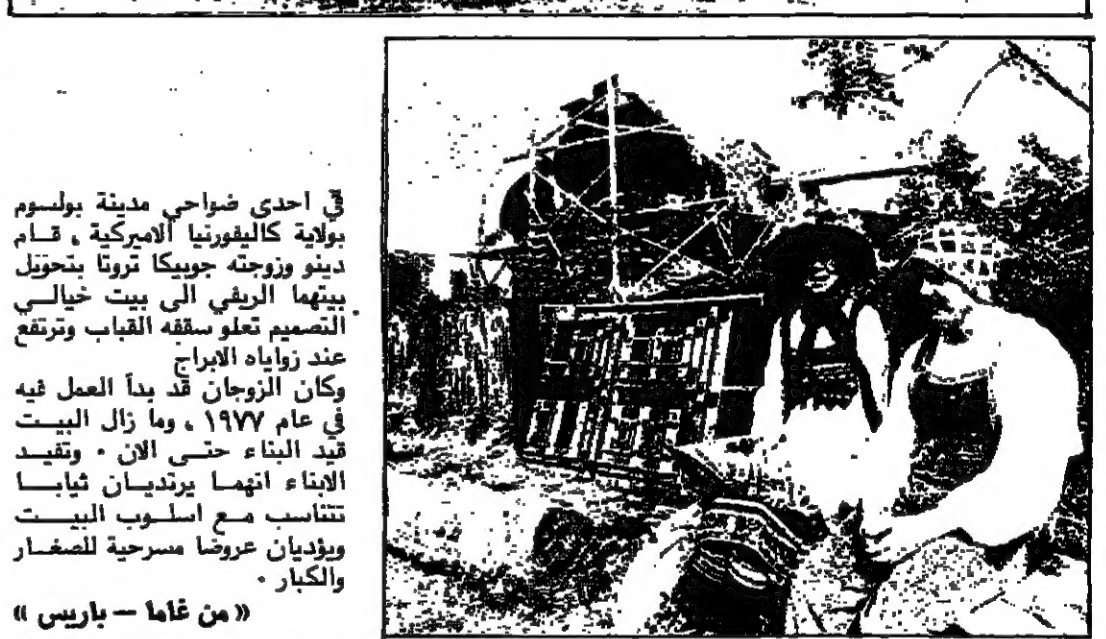 في احدى ضواحي مدينة بولسوم
بولاية كاليفورنيا الاميركية ، قام
دينو وزوجته جوبيكا تروتا بتحويل
بيتهما الريفي الى بيت خيالي
التصميم تعلو سقفه القباب وترتفع
عند زواياه الابراج
وكان الزوجان قد بدأ العمل فيه
في عام ١٩٧٧ ، وما زال البيت
قيد البناء حتى الان ٠ وتفيد
الابناء انهما يرتديان ثيابا
تتناسب مع اسلوب البيت
ويؤديان عروضا مسرحية للصغار
والكبار ٠
« من غاما — باريس »